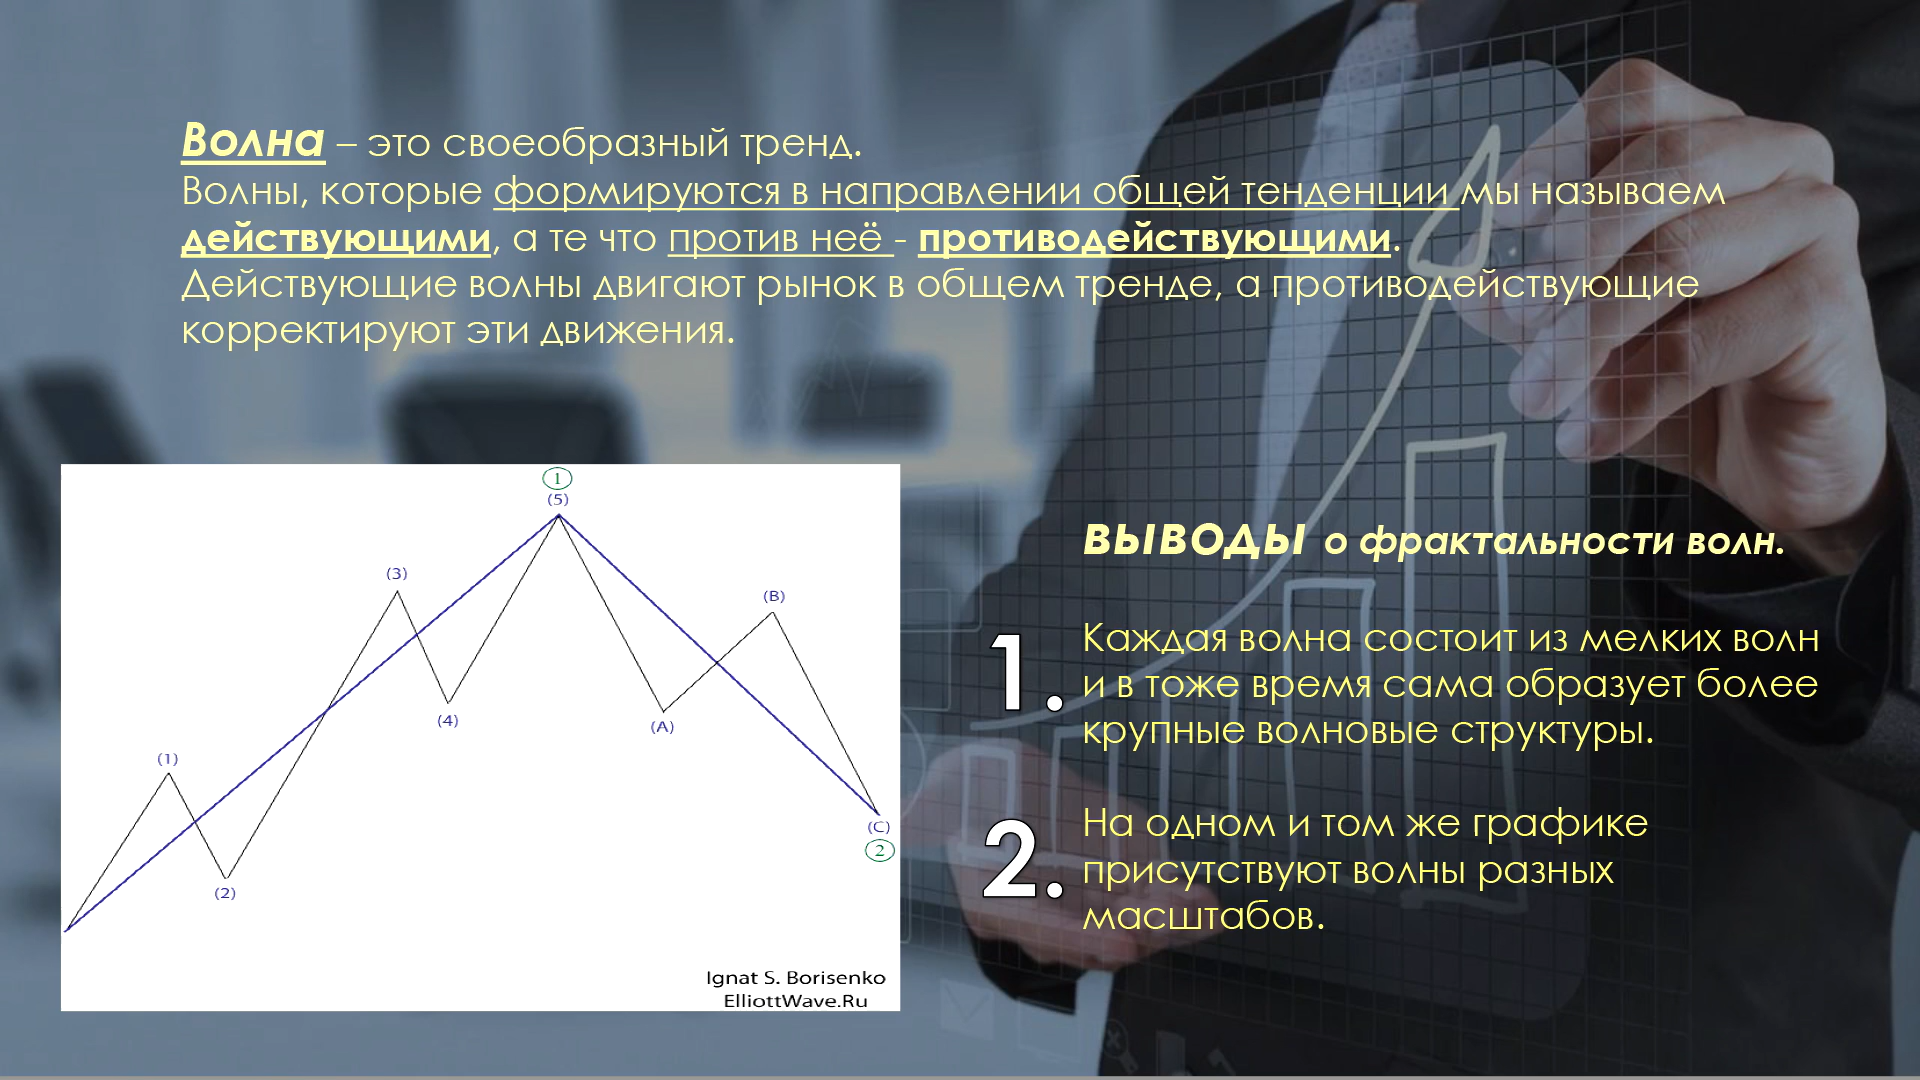 Волна – это своеобразный тренд.
Волны, которые формируются в направлении общей тенденции мы называем
действующими, а те что против неё - противодействующими.
Действующие волны двигают рынок в общем тренде, а противодействующие
корректируют эти движения.
1
(5)
(3)
(B)
(4)
(A)
(1)
(C)
2
(2)
Ignat S. Borisenko
ElliottWave.Ru
ВЫВОДЫ о фрактальности волн.
1. Каждая волна состоит из мелких волн
и в тоже время сама образует более
крупные волновые структуры.
2. На одном и том же графике
присутствуют волны разных
масштабов.